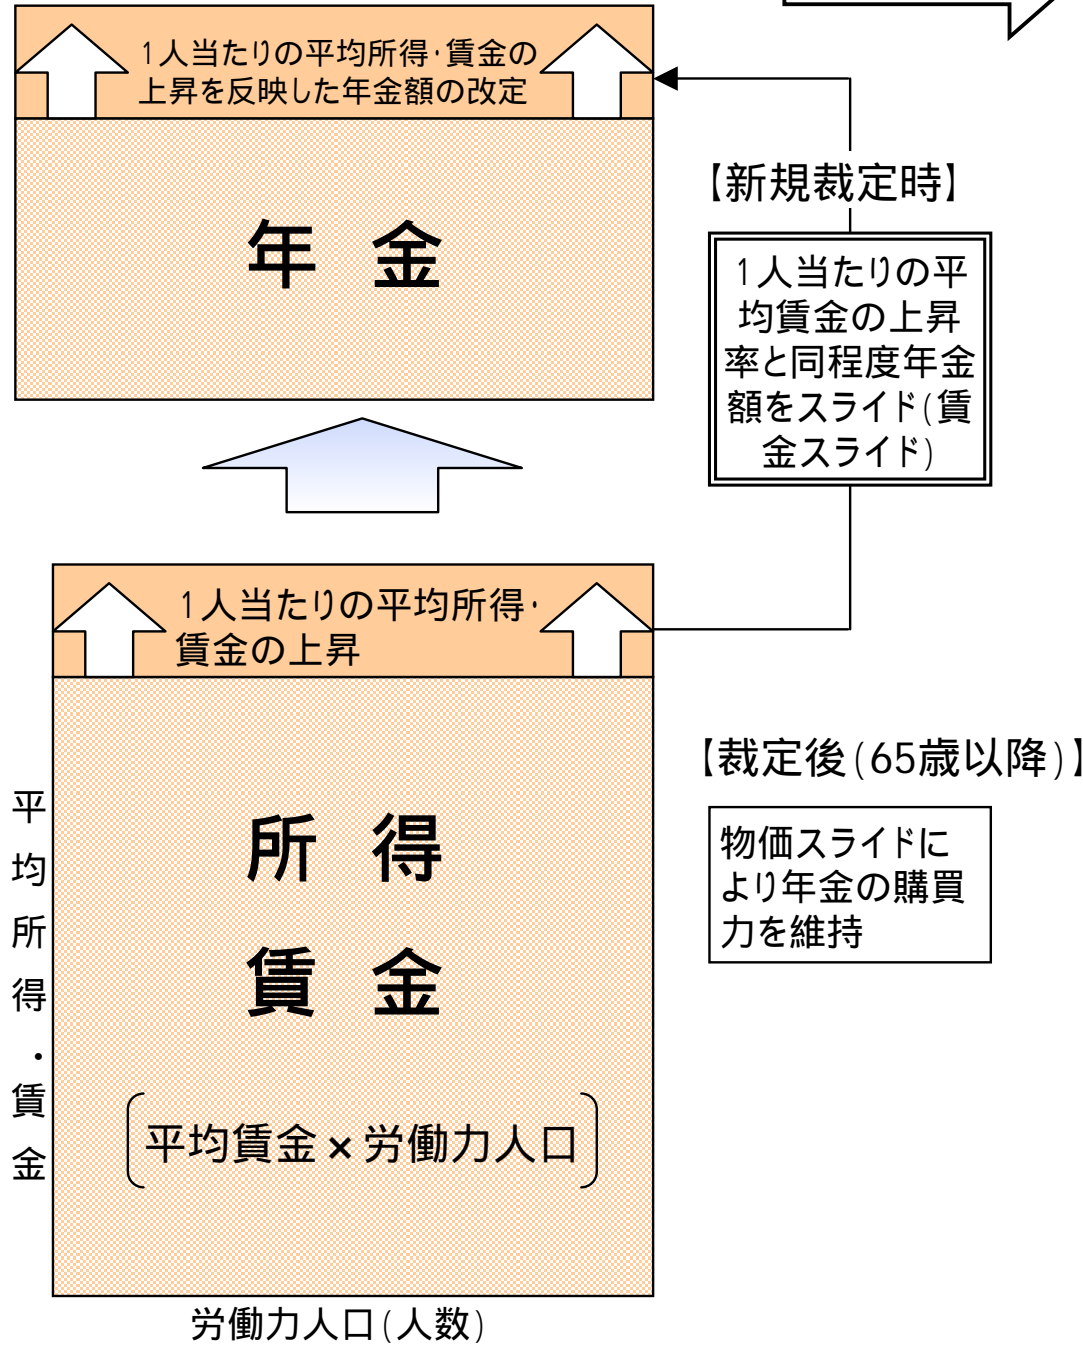 1人当たりの平均所得・賃金の
上昇を反映した年金額の改定
年 金
【新規裁定時】
1人当たりの平
均賃金の上昇
率と同程度年金
額をスライド(賃
金スライド)
1人当たりの平均所得・
賃金の上昇
所 得
賃 金
平均賃金×労働力人口
平均所得・賃金
労働力人口(人数)
【裁定後(65歳以降)】
物価スライドに
より年金の購買
力を維持